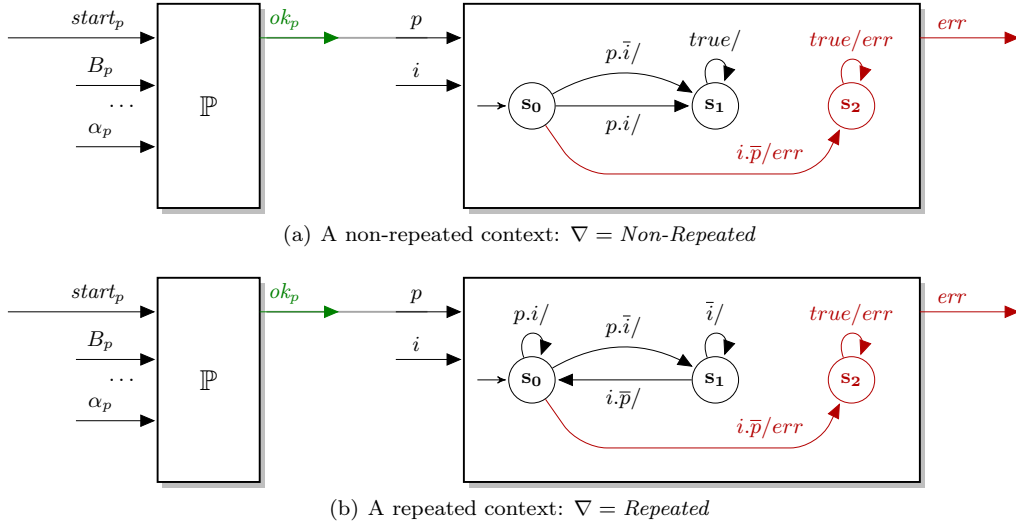 start_p ok_p p err
B_p i
...
α_p
ℙ
p.i̅/ true/ true/err
s₀ s₁ s₂
p.i/
i.p̅/err
(a) A non-repeated context: ∇ = Non-Repeated
start_p ok_p p err
B_p i
...
α_p
ℙ
p.i/ p.i̅/ i̅/ true/err
s₀ s₁ s₂
i.p̅/
i.p̅/err
(b) A repeated context: ∇ = Repeated